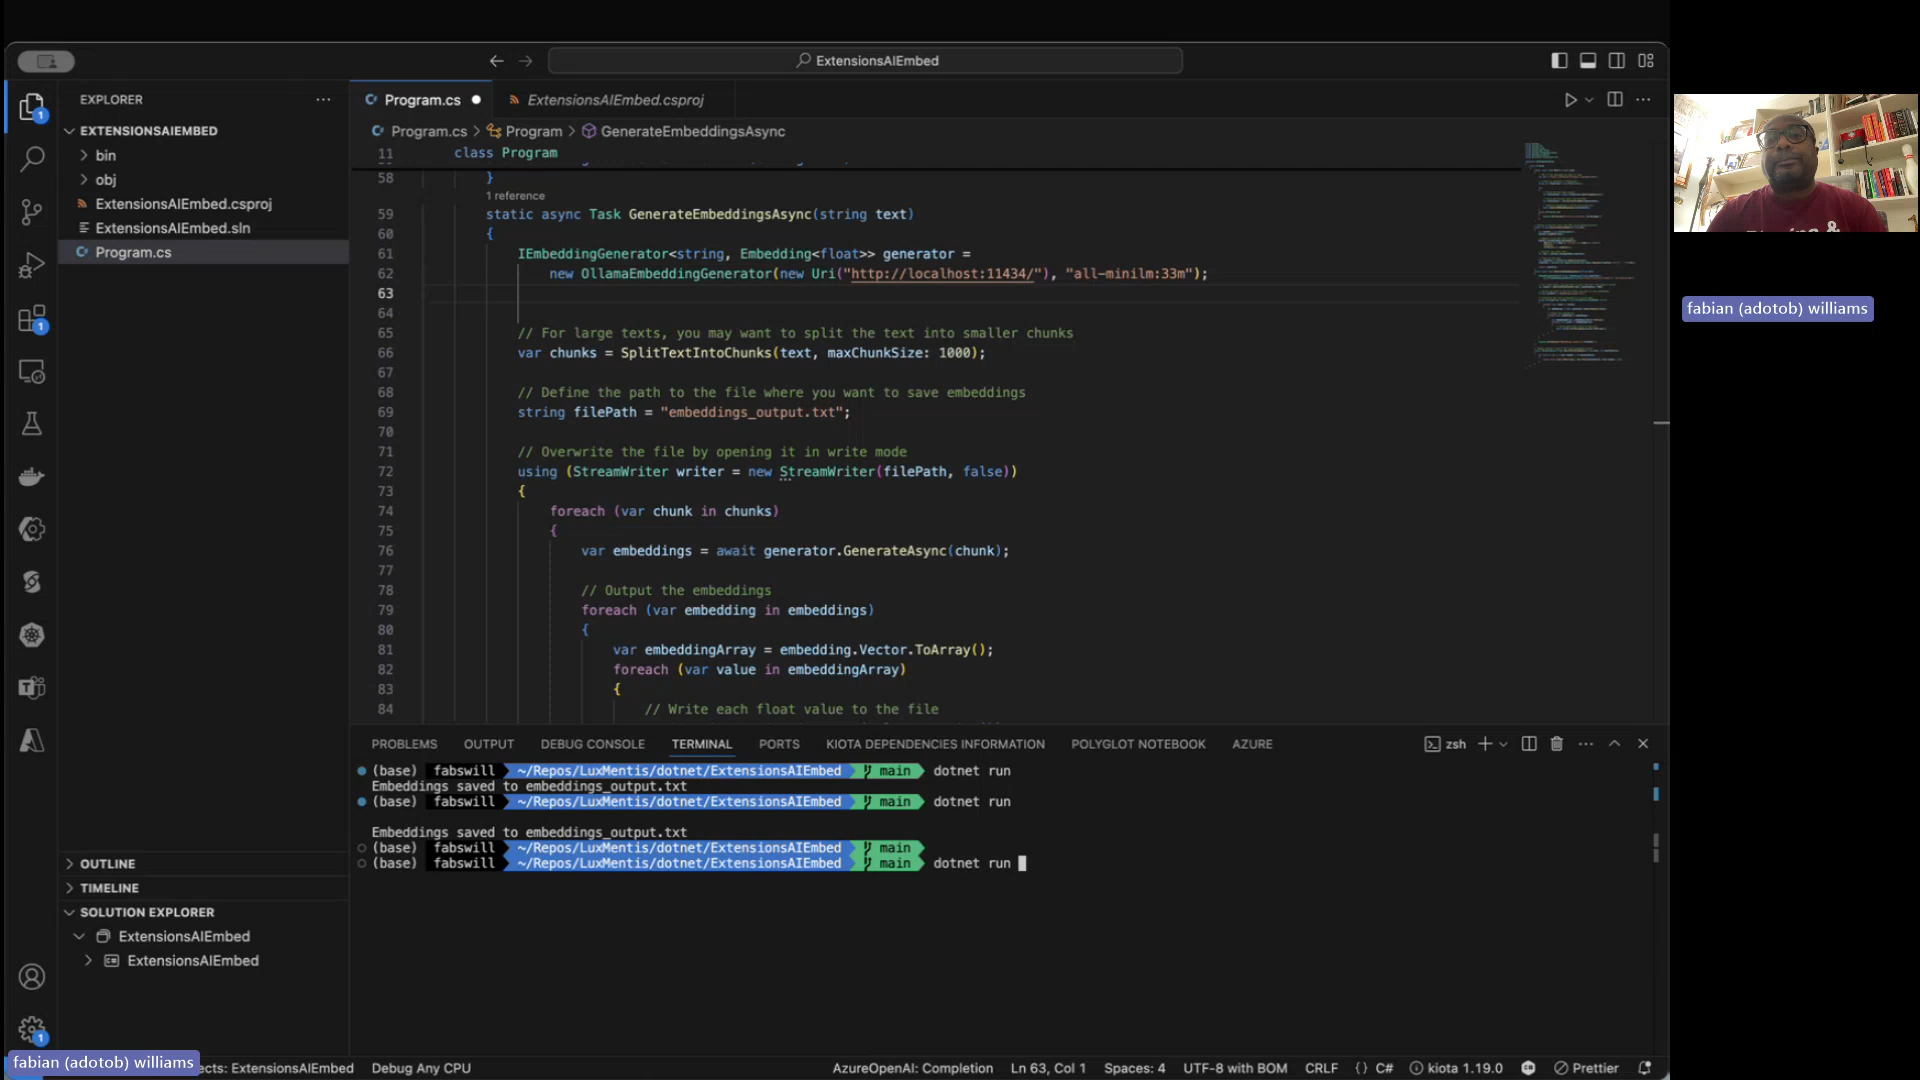 ExtensionsAIEmbed
EXPLORER
Program.cs
ExtensionsAIEmbed.csproj
Program.cs > Program > GenerateEmbeddingsAsync
EXTENSIONSAIEMBED
bin
obj
ExtensionsAIEmbed.csproj
ExtensionsAIEmbed.sln
Program.cs
11 class Program
58 }
1 reference
59 static async Task GenerateEmbeddingsAsync(string text)
60 {
61 IEmbeddingGenerator<string, Embedding<float>> generator =
62 new OllamaEmbeddingGenerator(new Uri("http://localhost:11434/"), "all-minilm:33m");
63
64
65 // For large texts, you may want to split the text into smaller chunks
66 var chunks = SplitTextIntoChunks(text, maxChunkSize: 1000);
67
68 // Define the path to the file where you want to save embeddings
69 string filePath = "embeddings_output.txt";
70
71 // Overwrite the file by opening it in write mode
72 using (StreamWriter writer = new StreamWriter(filePath, false))
73 {
74 foreach (var chunk in chunks)
75 {
76 var embeddings = await generator.GenerateAsync(chunk);
77
78 // Output the embeddings
79 foreach (var embedding in embeddings)
80 {
81 var embeddingArray = embedding.Vector.ToArray();
82 foreach (var value in embeddingArray)
83 {
84 // Write each float value to the file
PROBLEMS OUTPUT DEBUG CONSOLE TERMINAL PORTS KIOTA DEPENDENCIES INFORMATION POLYGLOT NOTEBOOK AZURE
zsh
(base) fabswill ~/Repos/LuxMentis/dotnet/ExtensionsAIEmbed main dotnet run
Embeddings saved to embeddings_output.txt
(base) fabswill ~/Repos/LuxMentis/dotnet/ExtensionsAIEmbed main dotnet run
Embeddings saved to embeddings_output.txt
(base) fabswill ~/Repos/LuxMentis/dotnet/ExtensionsAIEmbed main
(base) fabswill ~/Repos/LuxMentis/dotnet/ExtensionsAIEmbed main dotnet run
OUTLINE
TIMELINE
SOLUTION EXPLORER
ExtensionsAIEmbed
ExtensionsAIEmbed
fabian (adotob) williams
ects: ExtensionsAIEmbed Debug Any CPU AzureOpenAI: Completion Ln 63, Col 1 Spaces: 4 UTF-8 with BOM CRLF {} C# kiota 1.19.0 Prettier
fabian (adotob) williams